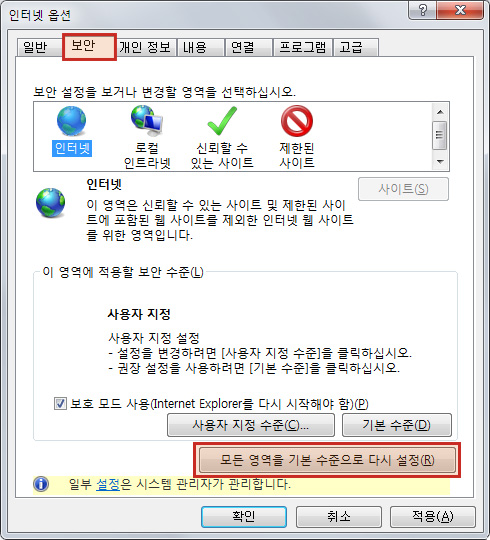 인터넷 옵션
일반 보안 개인 정보 내용 연결 프로그램 고급
보안 설정을 보거나 변경할 영역을 선택하십시오.
인터넷
로컬
인트라넷
신뢰할 수
있는 사이트
제한된
사이트
인터넷
사이트(S)
이 영역은 신뢰할 수 있는 사이트 및 제한된 사이
트에 포함된 웹 사이트를 제외한 인터넷 웹 사이트
를 위한 영역입니다.
이 영역에 적용할 보안 수준(L)
사용자 지정
사용자 지정 설정
- 설정을 변경하려면 [사용자 지정 수준]을 클릭하십시오.
- 권장 설정을 사용하려면 [기본 수준]을 클릭하십시오.
보호 모드 사용(Internet Explorer를 다시 시작해야 함)(P)
사용자 지정 수준(C)... 기본 수준(D)
모든 영역을 기본 수준으로 다시 설정(R)
일부 설정은 시스템 관리자가 관리합니다.
확인 취소 적용(A)